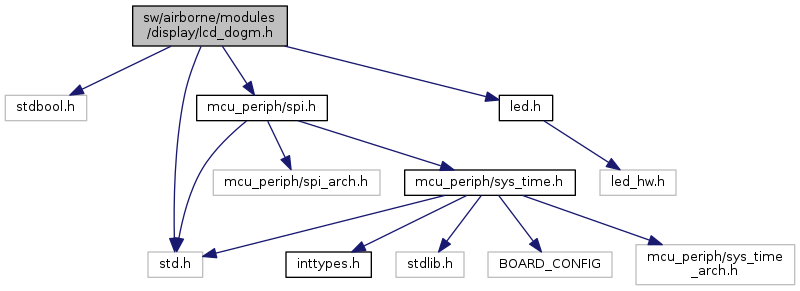 sw/airborne/modules
/display/lcd_dogm.h
stdbool.h
mcu_periph/spi.h
led.h
mcu_periph/spi_arch.h
mcu_periph/sys_time.h
led_hw.h
std.h
inttypes.h
stdlib.h
BOARD_CONFIG
mcu_periph/sys_time
_arch.h